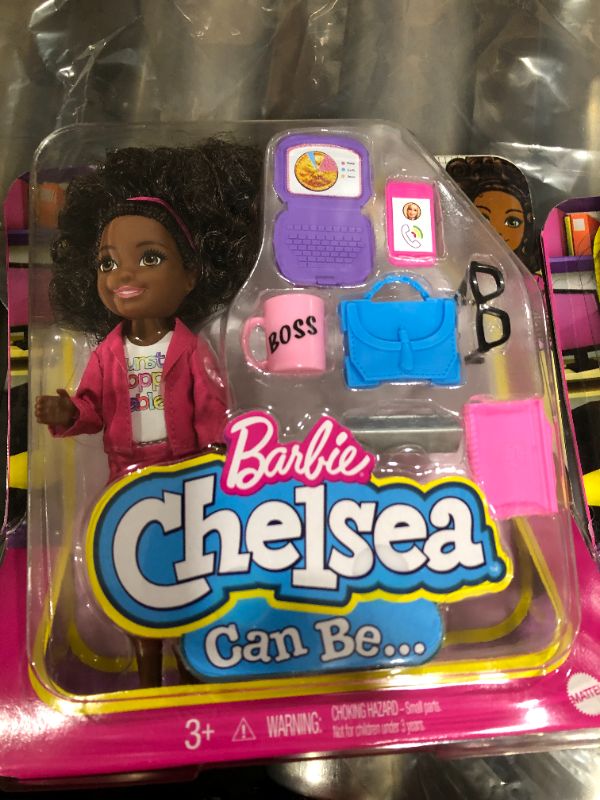 BOSS
Barbie
Chelsea
Can Be...
3+ WARNING: CHOKING HAZARD – Small parts.
Not for children under 3 years.
MATTEL